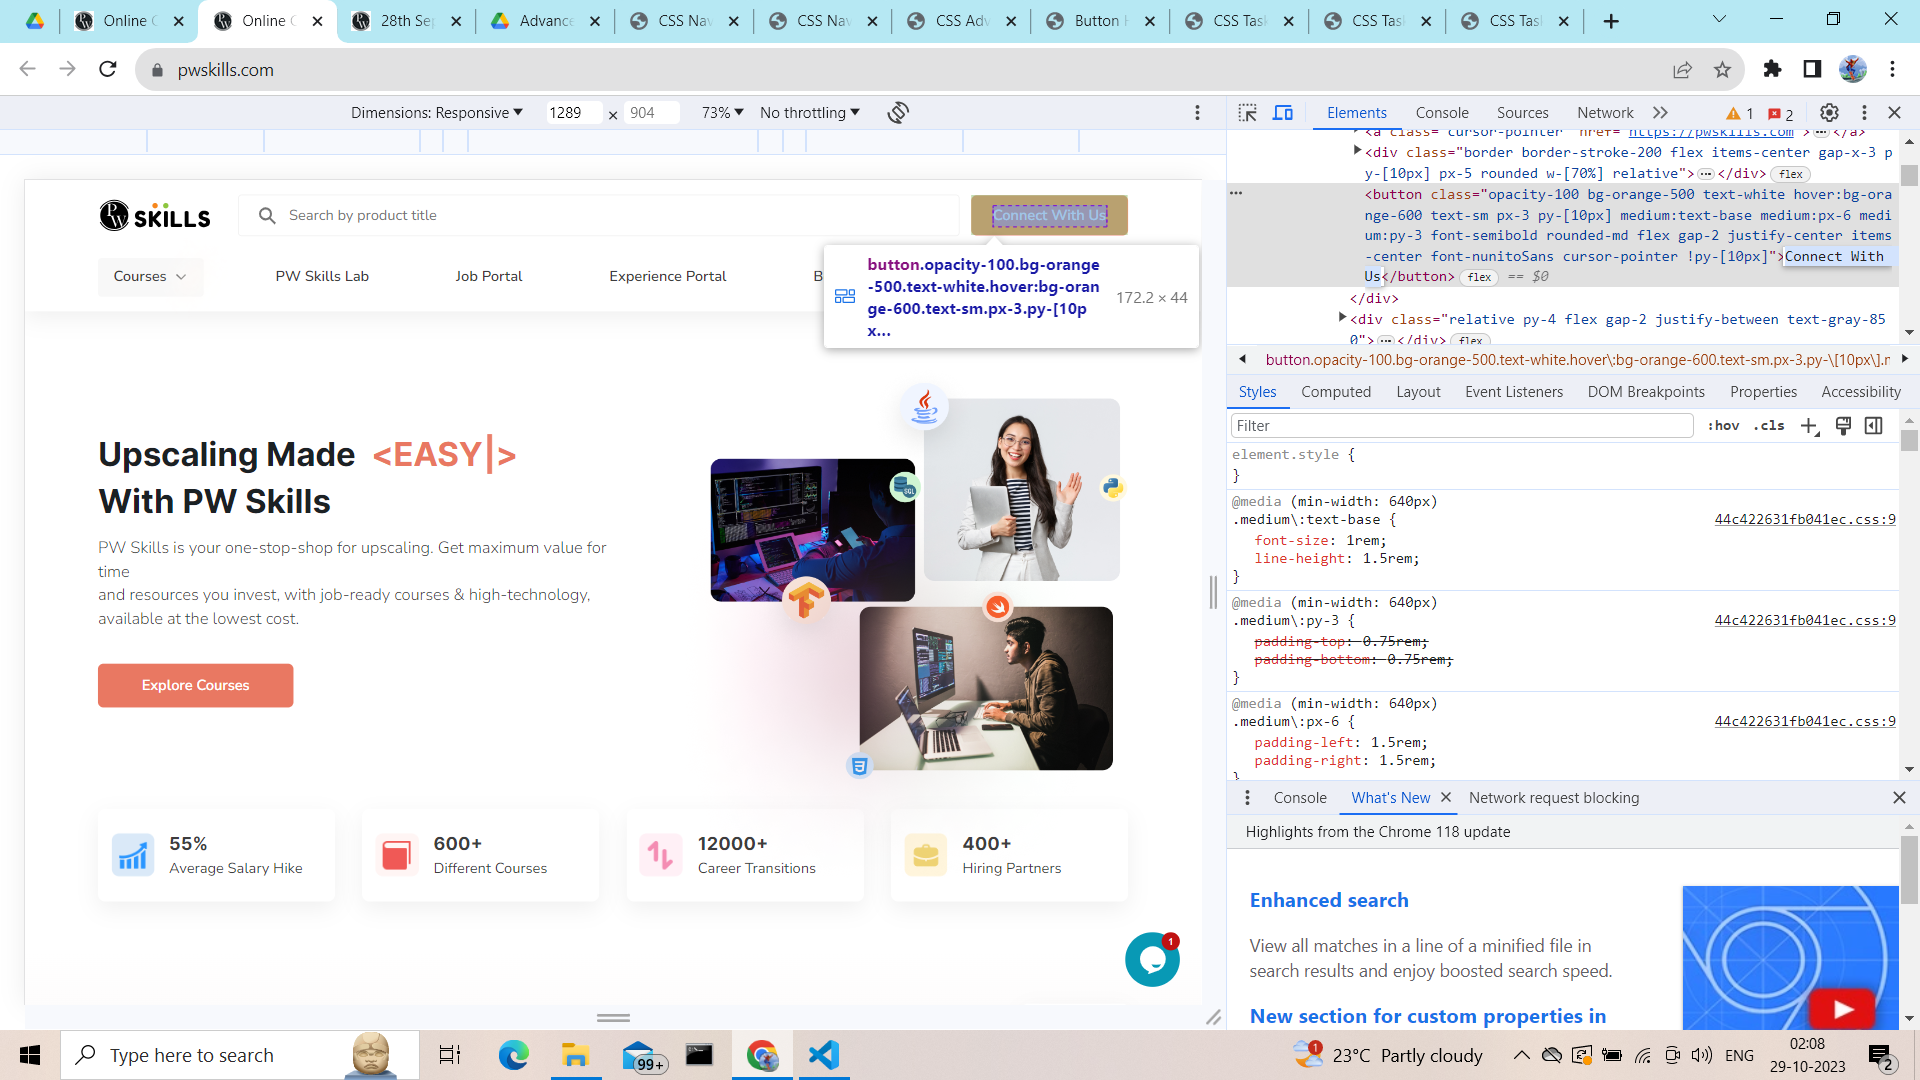 Online C
Online C
28th Sep
Advance
CSS Nav
CSS Nav
CSS Adv
Button H
CSS Tas
CSS Tas
CSS Tas
pwskills.com
Dimensions: Responsive 1289 × 904 73% No throttling
Elements Console Sources Network 1 2
<a class="cursor-pointer" href="https://pwskills.com">…</a>
<div class="border border-stroke-200 flex items-center gap-x-3 p
y-[10px] px-5 rounded w-[70%] relative">…</div> flex
<button class="opacity-100 bg-orange-500 text-white hover:bg-ora
nge-600 text-sm px-3 py-[10px] medium:text-base medium:px-6 medi
um:py-3 font-semibold rounded-md flex gap-2 justify-center items
-center font-nunitoSans cursor-pointer !py-[10px]">Connect With
Us</button> flex == $0
</div>
<div class="relative py-4 flex gap-2 justify-between text-gray-85
0">…</div> flex
button.opacity-100.bg-orange-500.text-white.hover\:bg-orange-600.text-sm.px-3.py-\[10px\].r
Styles Computed Layout Event Listeners DOM Breakpoints Properties Accessibility
Filter :hov .cls
element.style {
}
@media (min-width: 640px)
.medium\:text-base { 44c422631fb041ec.css:9
font-size: 1rem;
line-height: 1.5rem;
}
@media (min-width: 640px)
.medium\:py-3 { 44c422631fb041ec.css:9
padding-top: 0.75rem;
padding-bottom: 0.75rem;
}
@media (min-width: 640px)
.medium\:px-6 { 44c422631fb041ec.css:9
padding-left: 1.5rem;
padding-right: 1.5rem;
}
Console What's New Network request blocking
Highlights from the Chrome 118 update
Enhanced search
View all matches in a line of a minified file in
search results and enjoy boosted search speed.
New section for custom properties in
PW SKILLS
Search by product title
Connect With Us
Courses PW Skills Lab Job Portal Experience Portal B
button.opacity-100.bg-orange
-500.text-white.hover:bg-oran
ge-600.text-sm.px-3.py-[10p
x… 172.2 × 44
Upscaling Made <EASY|>
With PW Skills
PW Skills is your one-stop-shop for upscaling. Get maximum value for
time
and resources you invest, with job-ready courses & high-technology,
available at the lowest cost.
Explore Courses
SQL
55%
Average Salary Hike
600+
Different Courses
12000+
Career Transitions
400+
Hiring Partners
1
Type here to search
99+
1 23°C Partly cloudy
ENG
02:08
29-10-2023
2